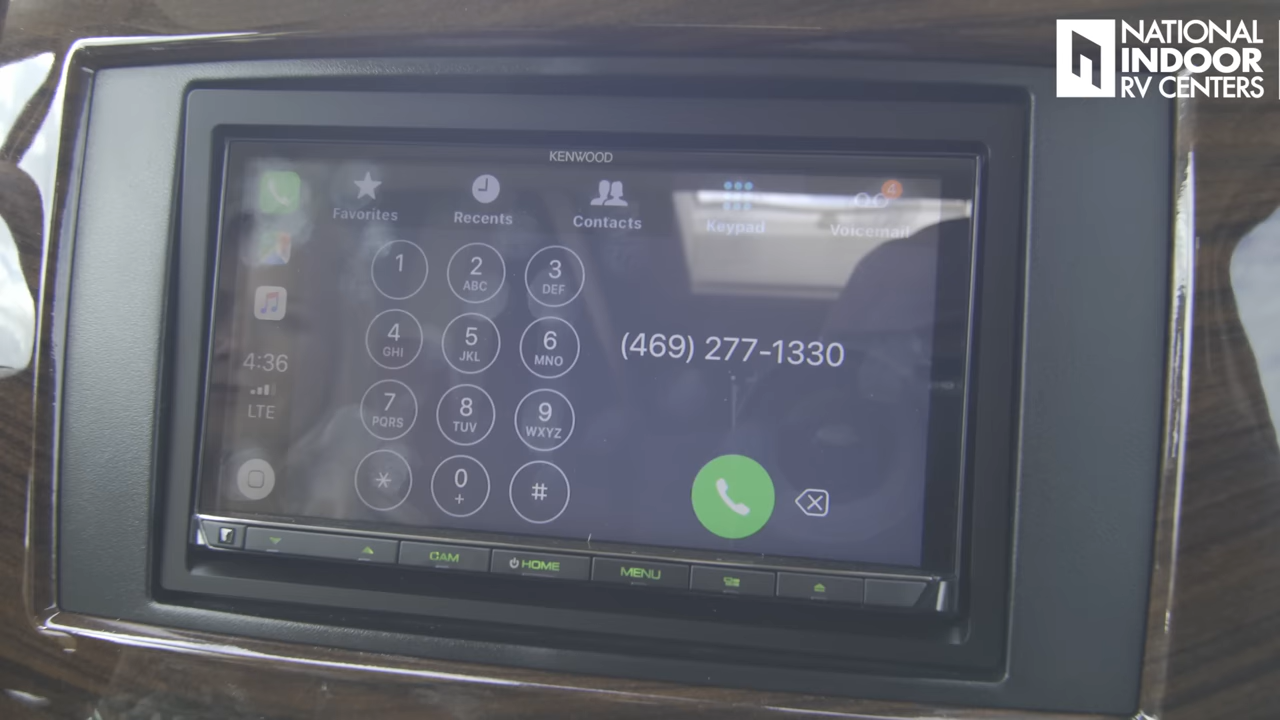 NATIONAL
INDOOR
RV CENTERS
KENWOOD
4
Favorites
Recents
Contacts
Keypad
Voicemail
1
2
ABC
3
DEF
4
GHI
5
JKL
6
MNO
(469) 277-1330
4:36
LTE
7
PQRS
8
TUV
9
WXYZ
*
0
+
#
CAM
HOME
MENU